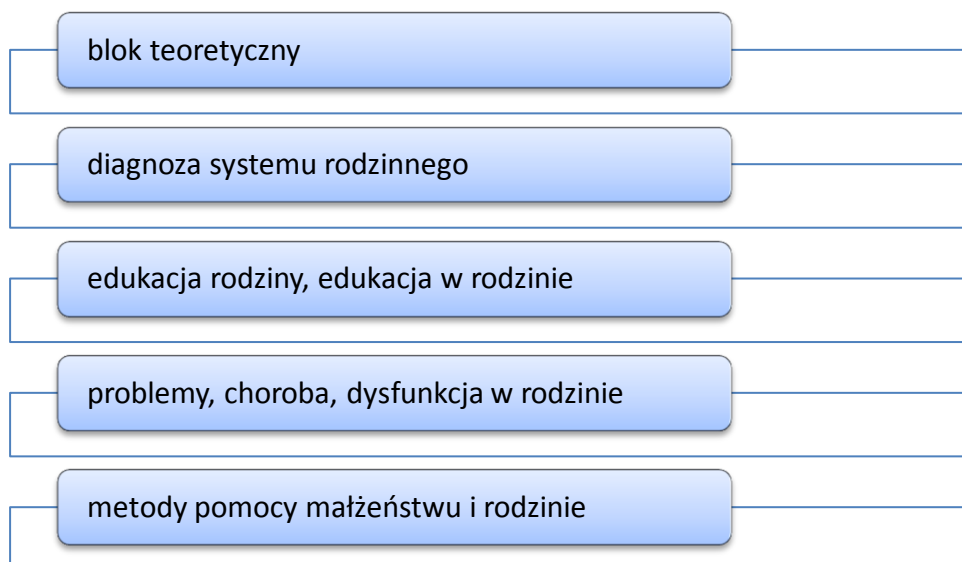 blok teoretyczny
diagnoza systemu rodzinnego
edukacja rodziny, edukacja w rodzinie
problemy, choroba, dysfunkcja w rodzinie
metody pomocy małżeństwu i rodzinie